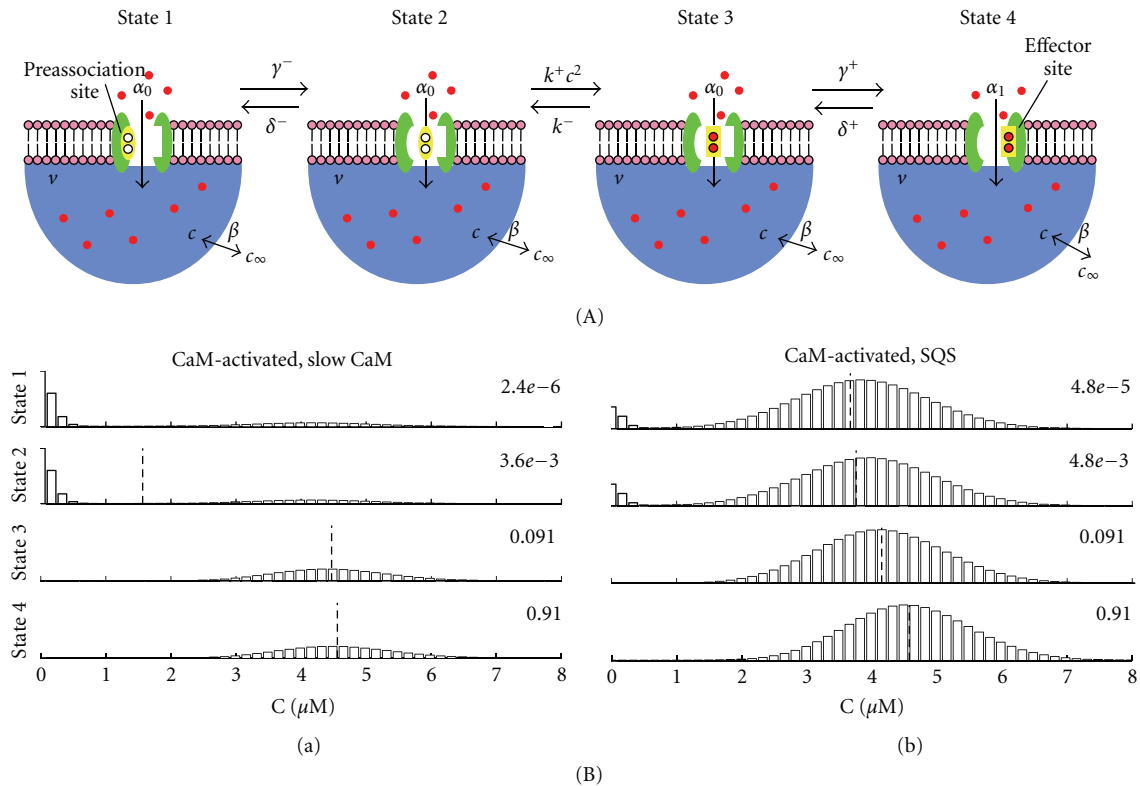 State 1
State 2
State 3
State 4
Preassociation
site
Effector
site
α0
γ−
δ−
α0
k+c2
k−
α0
γ+
δ+
α1
v
c
β
c∞
v
c
β
c∞
v
c
β
c∞
v
c
β
c∞
(A)
CaM-activated, slow CaM
State 1
2.4e−6
State 2
3.6e−3
State 3
0.091
State 4
0.91
0 1 2 3 4 5 6 7 8
C (μM)
(a)
CaM-activated, SQS
4.8e−5
4.8e−3
0.091
0.91
0 1 2 3 4 5 6 7 8
C (μM)
(b)
(B)